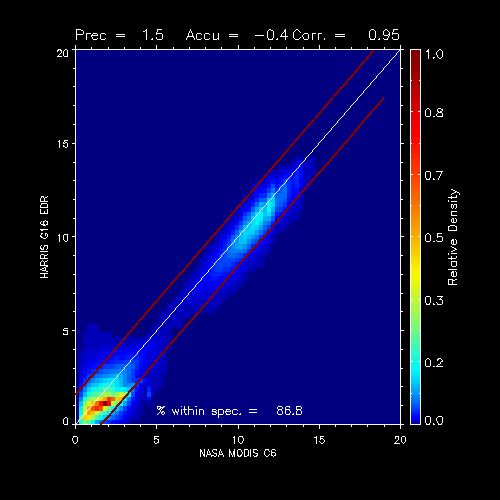 Prec = 1.5 Accu = -0.4 Corr. = 0.95
20
15
10
5
0
HARRIS G16 EDR
% within spec. = 86.8
0 5 10 15 20
NASA MODIS C6
1.0
0.8
0.7
0.5
0.3
0.2
0.0
Relative Density